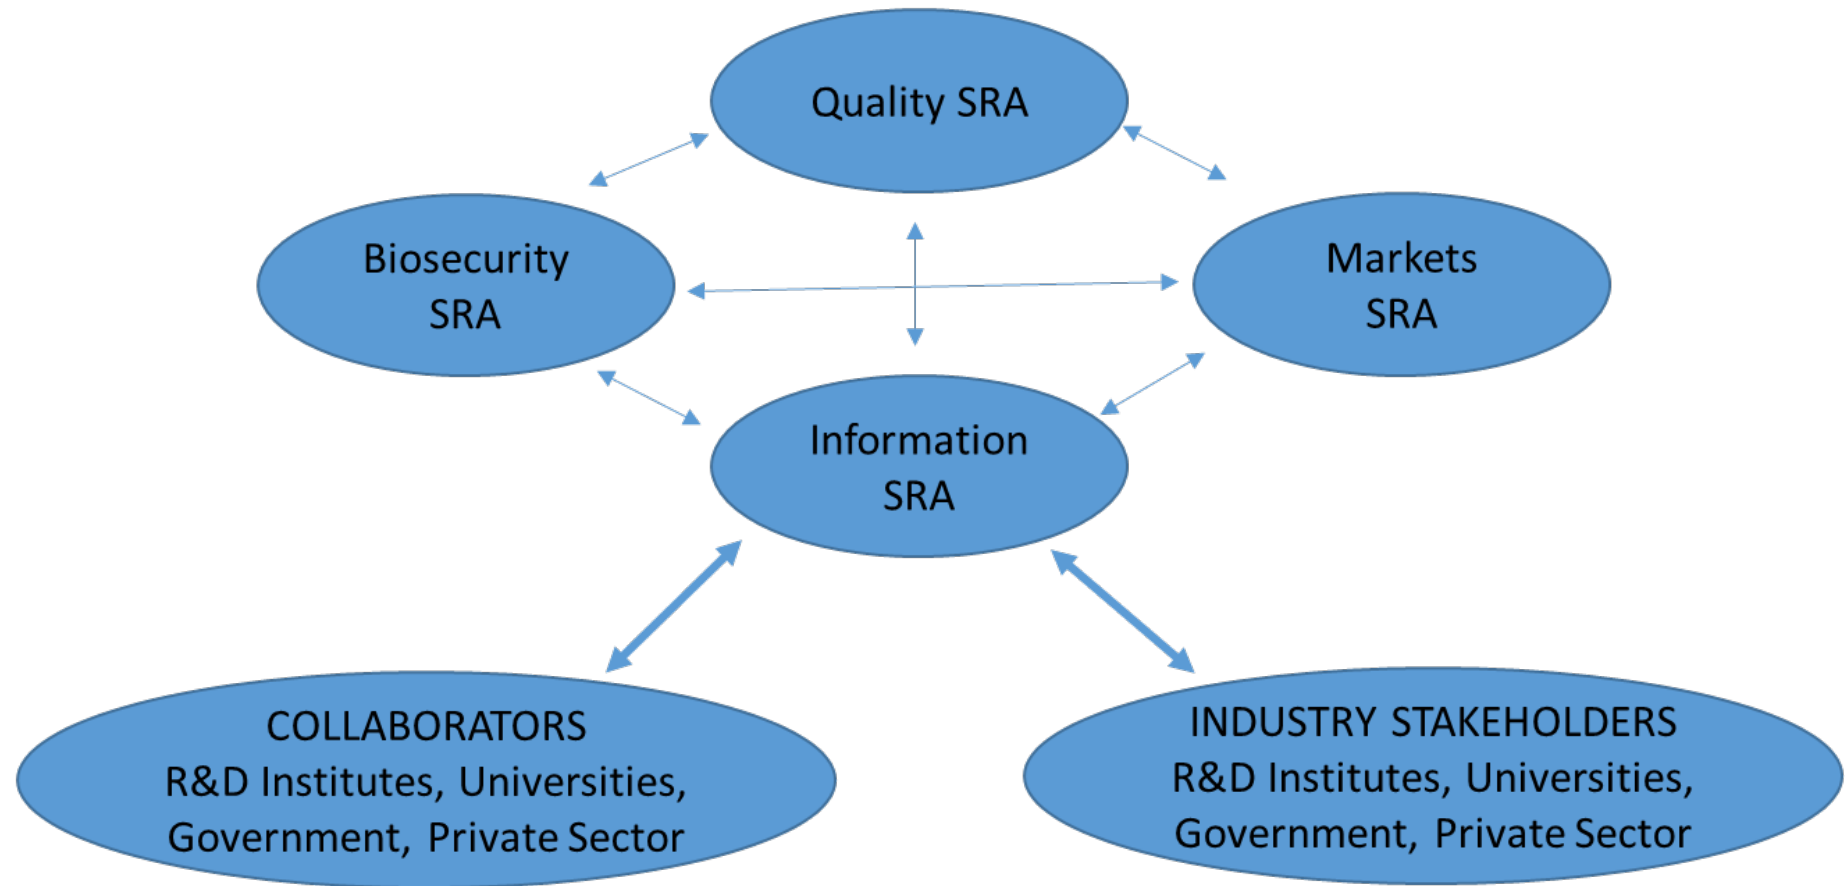 Quality SRA
Biosecurity
SRA
Markets
SRA
Information
SRA
COLLABORATORS
R&D Institutes, Universities,
Government, Private Sector
INDUSTRY STAKEHOLDERS
R&D Institutes, Universities,
Government, Private Sector